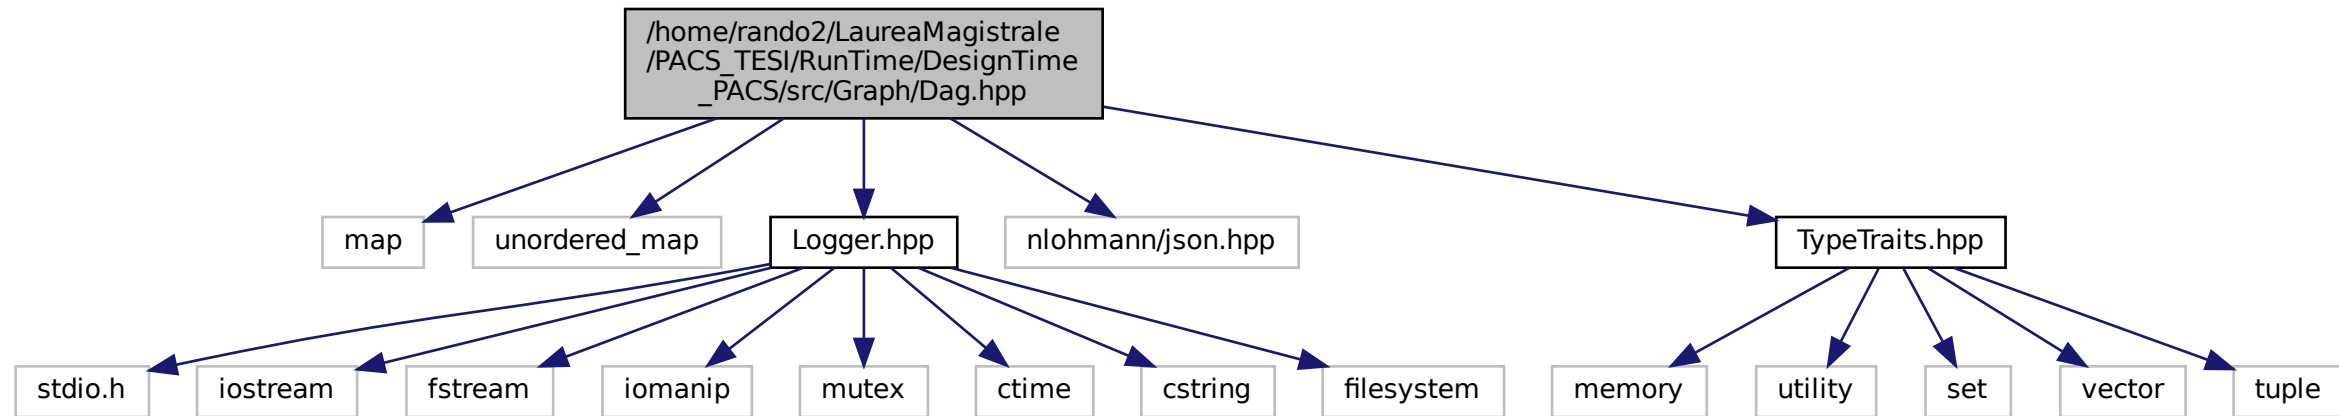 /home/rando2/LaureaMagistrale
/PACS_TESI/RunTime/DesignTime
_PACS/src/Graph/Dag.hpp
map
unordered_map
Logger.hpp
nlohmann/json.hpp
TypeTraits.hpp
stdio.h
iostream
fstream
iomanip
mutex
ctime
cstring
filesystem
memory
utility
set
vector
tuple